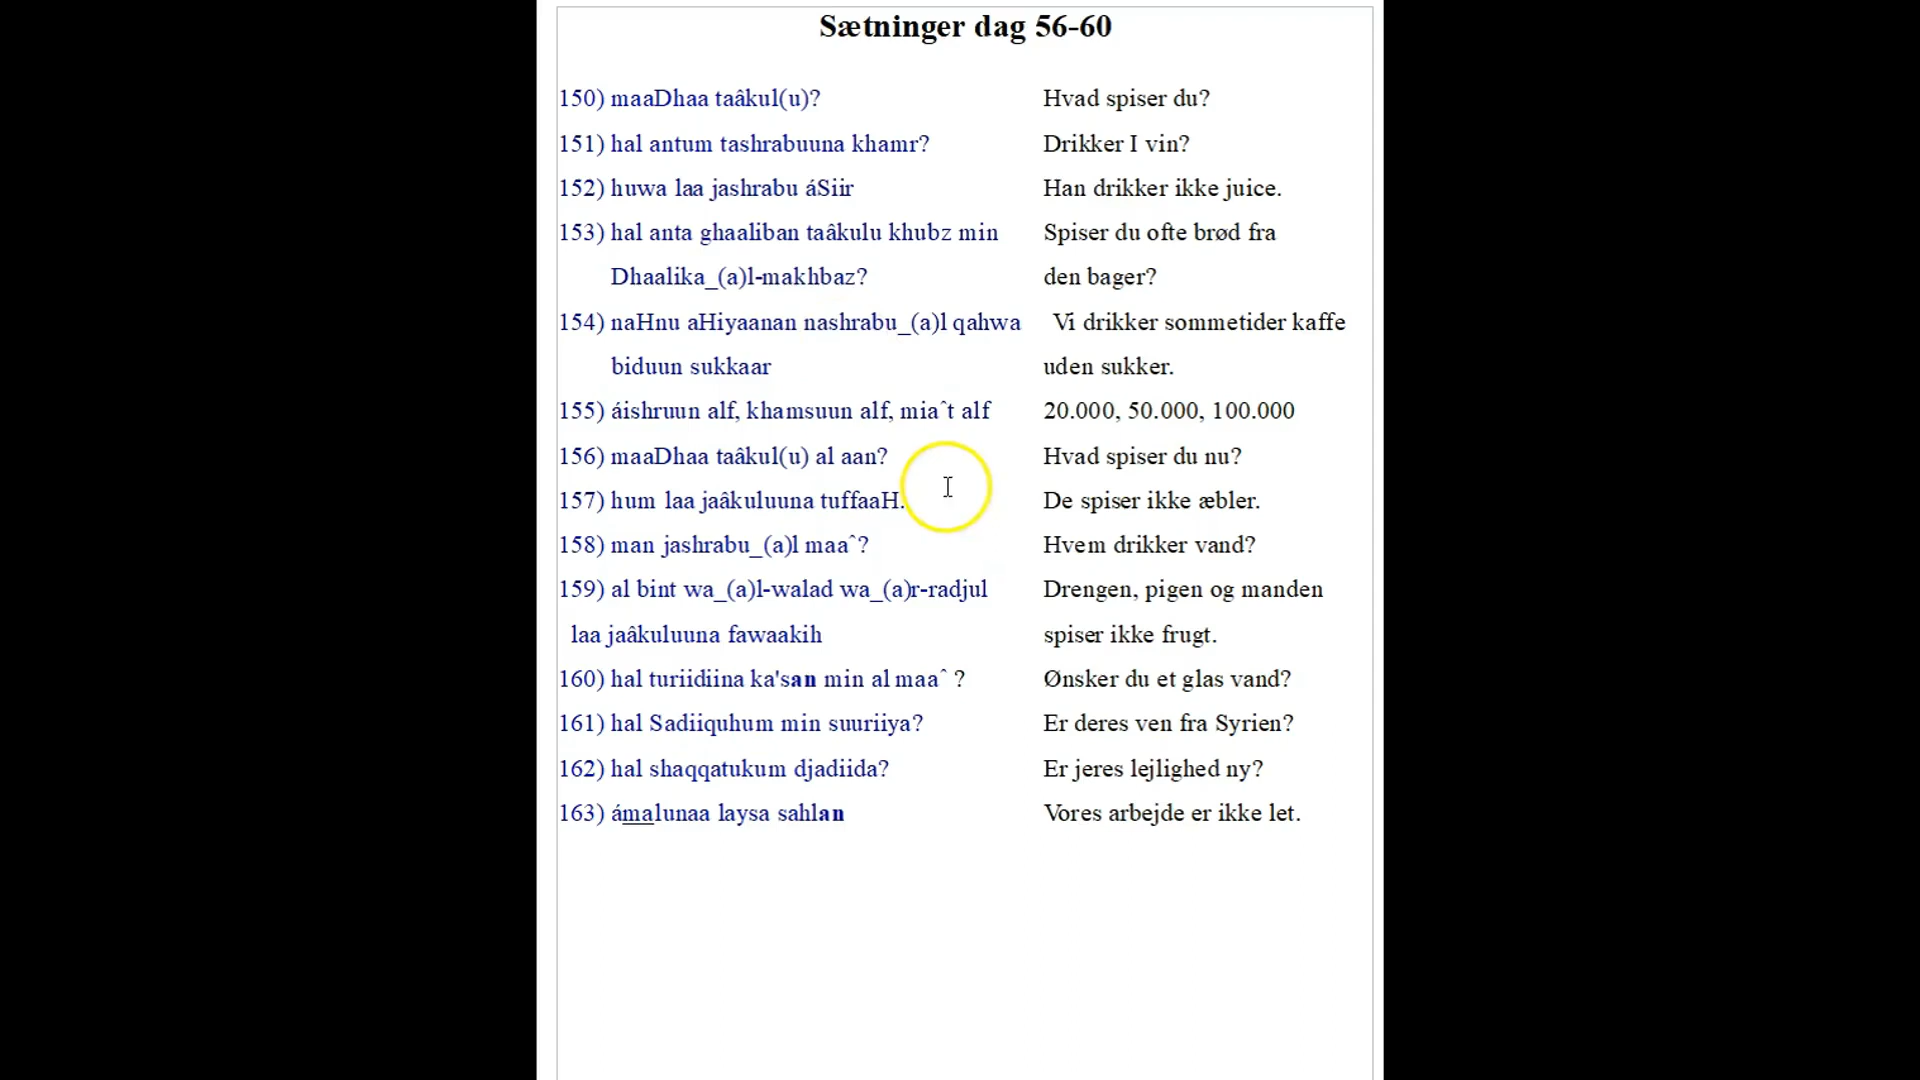 Sætninger dag 56-60
150) maaDhaa taâkul(u)? Hvad spiser du?
151) hal antum tashrabuuna khamr? Drikker I vin?
152) huwa laa jashrabu áSiir Han drikker ikke juice.
153) hal anta ghaaliban taâkulu khubz min Spiser du ofte brød fra
Dhaalika_(a)l-makhbaz? den bager?
154) naHnu aHiyaanan nashrabu_(a)l qahwa Vi drikker sommetider kaffe
biduun sukkaar uden sukker.
155) áishruun alf, khamsuun alf, miaˆt alf 20.000, 50.000, 100.000
156) maaDhaa taâkul(u) al aan? Hvad spiser du nu?
157) hum laa jaâkuluuna tuffaaH. De spiser ikke æbler.
158) man jashrabu_(a)l maaˆ? Hvem drikker vand?
159) al bint wa_(a)l-walad wa_(a)r-radjul Drengen, pigen og manden
laa jaâkuluuna fawaakih spiser ikke frugt.
160) hal turiidiina ka'san min al maaˆ ? Ønsker du et glas vand?
161) hal Sadiiquhum min suuriiya? Er deres ven fra Syrien?
162) hal shaqqatukum djadiida? Er jeres lejlighed ny?
163) ámalunaa laysa sahlan Vores arbejde er ikke let.